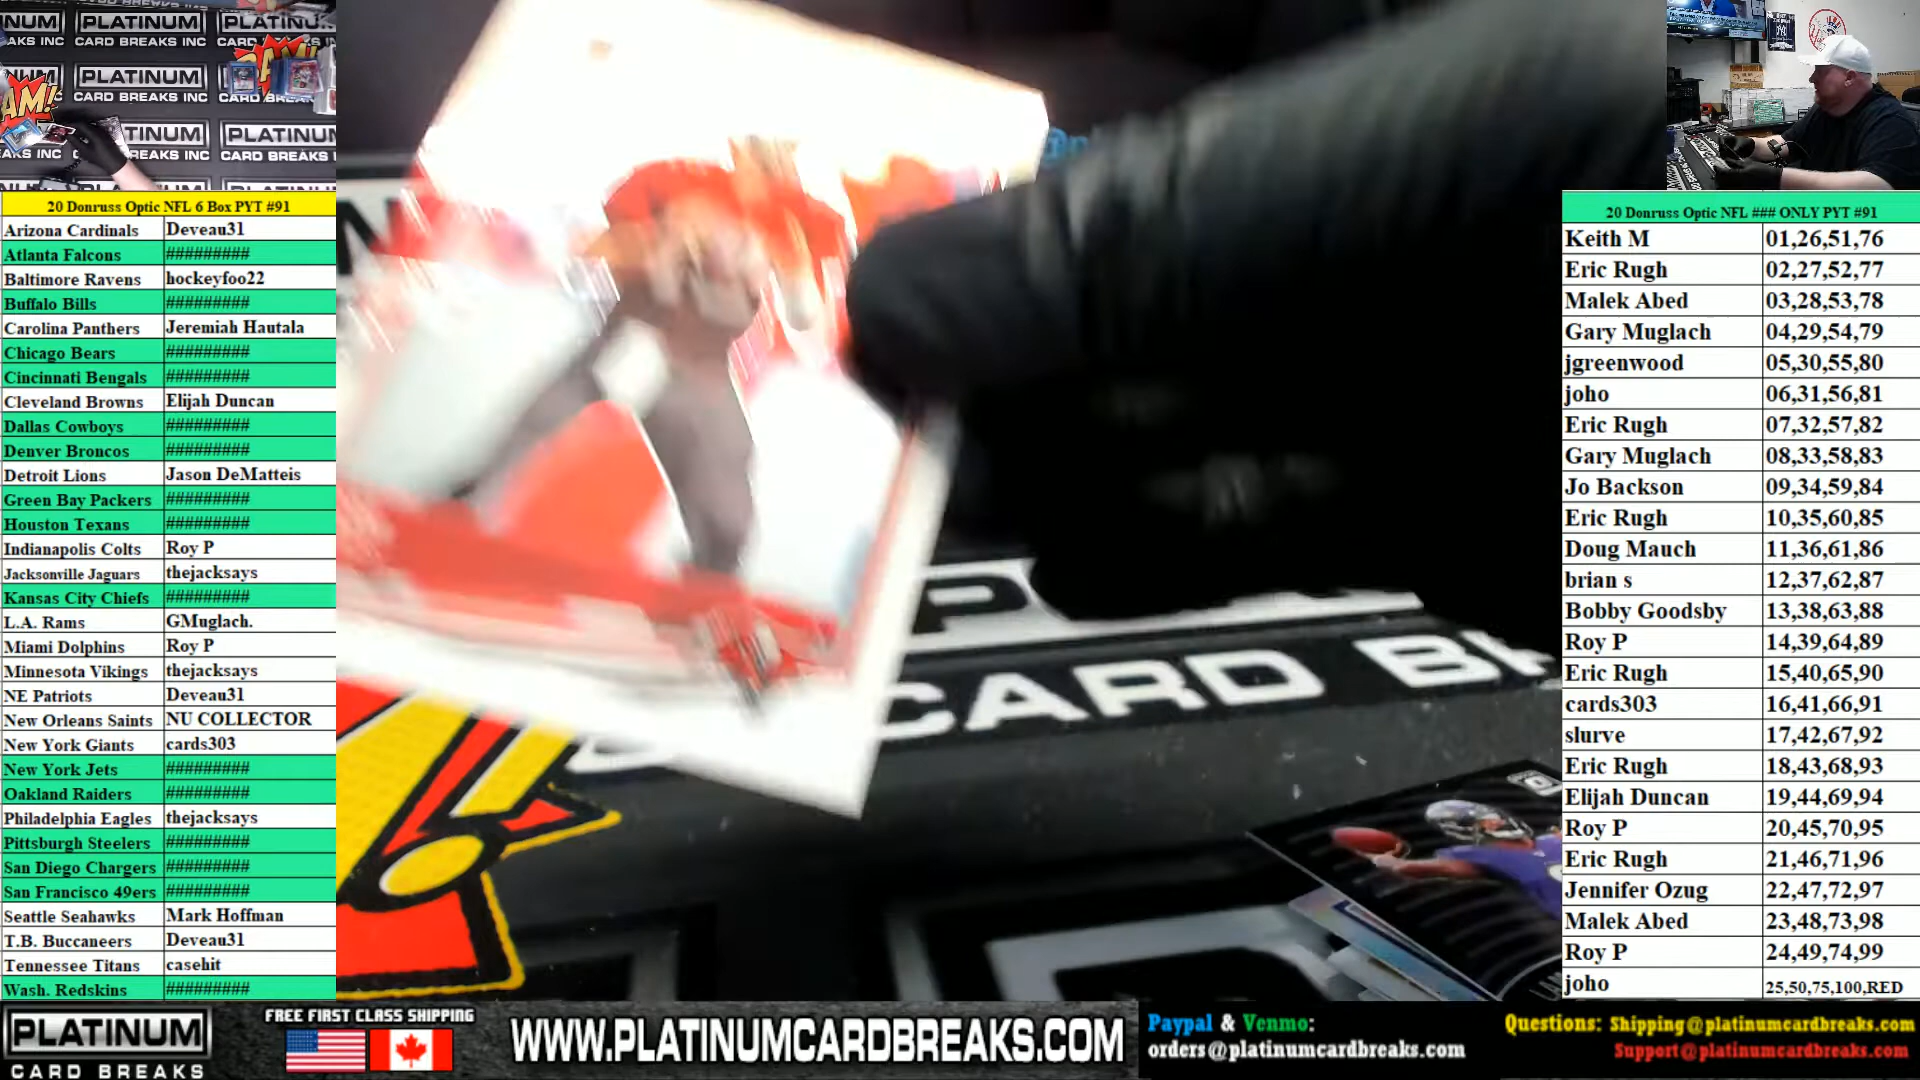 20 Donruss Optic NFL 6 Box PYT #91
Arizona Cardinals Deveau31
Atlanta Falcons #########
Baltimore Ravens hockeyfoo22
Buffalo Bills #########
Carolina Panthers Jeremiah Hautala
Chicago Bears #########
Cincinnati Bengals #########
Cleveland Browns Elijah Duncan
Dallas Cowboys #########
Denver Broncos #########
Detroit Lions Jason DeMatteis
Green Bay Packers #########
Houston Texans #########
Indianapolis Colts Roy P
Jacksonville Jaguars thejacksays
Kansas City Chiefs #########
L.A. Rams GMuglach.
Miami Dolphins Roy P
Minnesota Vikings thejacksays
NE Patriots Deveau31
New Orleans Saints NU COLLECTOR
New York Giants cards303
New York Jets #########
Oakland Raiders #########
Philadelphia Eagles thejacksays
Pittsburgh Steelers #########
San Diego Chargers #########
San Francisco 49ers #########
Seattle Seahawks Mark Hoffman
T.B. Buccaneers Deveau31
Tennessee Titans casehit
Wash. Redskins #########
PLATINUM
CARD BREAKS INC
PLATINUM
CARD BREAKS INC
PLATINUM
CARD BREAKS INC
AM!
CARD BR
20 Donruss Optic NFL ### ONLY PYT #91
Keith M 01,26,51,76
Eric Rugh 02,27,52,77
Malek Abed 03,28,53,78
Gary Muglach 04,29,54,79
jgreenwood 05,30,55,80
joho 06,31,56,81
Eric Rugh 07,32,57,82
Gary Muglach 08,33,58,83
Jo Backson 09,34,59,84
Eric Rugh 10,35,60,85
Doug Mauch 11,36,61,86
brian s 12,37,62,87
Bobby Goodsby 13,38,63,88
Roy P 14,39,64,89
Eric Rugh 15,40,65,90
cards303 16,41,66,91
slurve 17,42,67,92
Eric Rugh 18,43,68,93
Elijah Duncan 19,44,69,94
Roy P 20,45,70,95
Eric Rugh 21,46,71,96
Jennifer Ozug 22,47,72,97
Malek Abed 23,48,73,98
Roy P 24,49,74,99
joho 25,50,75,100,RED
PLATINUM
CARD BREAKS
FREE FIRST CLASS SHIPPING
WWW.PLATINUMCARDBREAKS.COM
Paypal & Venmo:
orders@platinumcardbreaks.com
Questions: Shipping@platinumcardbreaks.com
Support@platinumcardbreaks.com